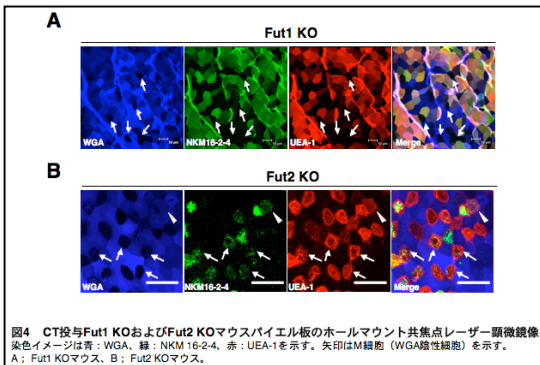 A
Fut1 KO
WGA
NKM16-2-4
UEA-1
Merge
B
Fut2 KO
WGA
NKM16-2-4
UEA-1
Merge
図4 CT投与Fut1 KOおよびFut2 KOマウスパイエル板のホールマウント共焦点レーザー顕微鏡像
染色イメージは青：WGA、緑：NKM 16-2-4、赤：UEA-1を示す。矢印はM細胞（WGA陰性細胞）を示す。
A ; Fut1 KOマウス、B ; Fut2 KOマウス。